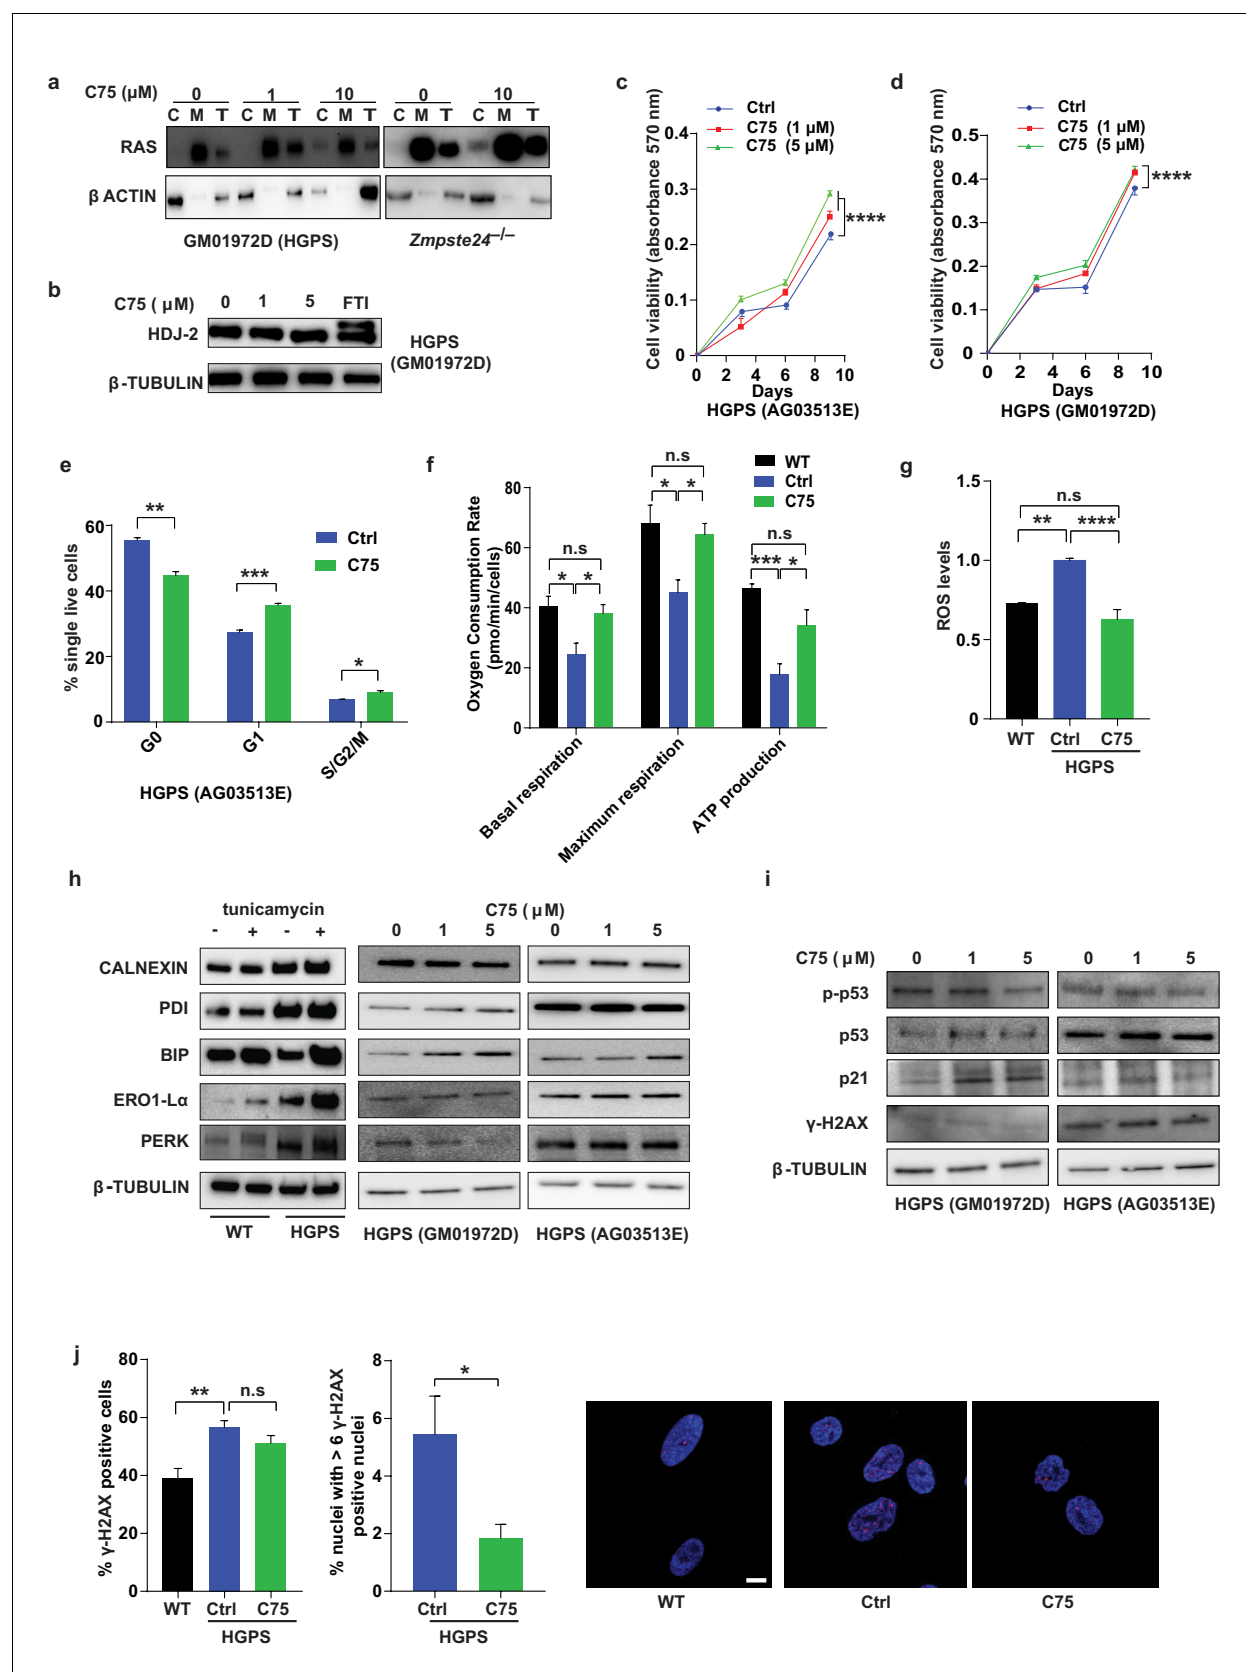 a
C75 (µM)
0 1 10 0 10
C M T C M T C M T C M T C M T
RAS
β ACTIN
GM01972D (HGPS)
Zmpste24–/–
b
C75 ( µM)
0 1 5 FTI
HDJ-2
β-TUBULIN
HGPS
(GM01972D)
c
Ctrl
C75 (1 µM)
C75 (5 µM)
Cell viability (absorbance 570 nm)
0.4
0.3
0.2
0.1
0
****
0 2 4 6 8 10
Days
HGPS (AG03513E)
d
Ctrl
C75 (1 µM)
C75 (5 µM)
Cell viability (absorbance 570 nm)
0.5
0.4
0.3
0.2
0.1
0
****
0 2 4 6 8 10
Days
HGPS (GM01972D)
e
% single live cells
60
40
20
0
** *** *
Ctrl
C75
G0 G1 S/G2/M
HGPS (AG03513E)
f
WT
Ctrl
C75
Oxygen Consumption Rate
(pmo/min/cells)
80
60
40
20
0
n.s
* *
n.s
* *
n.s
*** *
Basal respiration
Maximum respiration
ATP production
g
ROS levels
1.5
1.0
0.5
0
n.s
** ****
WT Ctrl C75
HGPS
h
tunicamycin
- + - +
C75 ( µM)
0 1 5 0 1 5
CALNEXIN
PDI
BIP
ERO1-Lα
PERK
β-TUBULIN
WT HGPS
HGPS (GM01972D)
HGPS (AG03513E)
i
C75 ( µM)
0 1 5 0 1 5
p-p53
p53
p21
γ-H2AX
β-TUBULIN
HGPS (GM01972D)
HGPS (AG03513E)
j
% γ-H2AX positive cells
80
60
40
20
0
** n.s
WT Ctrl C75
HGPS
% nuclei with > 6 γ-H2AX
positive nuclei
8
6
4
2
0
*
Ctrl C75
HGPS
WT
Ctrl
C75